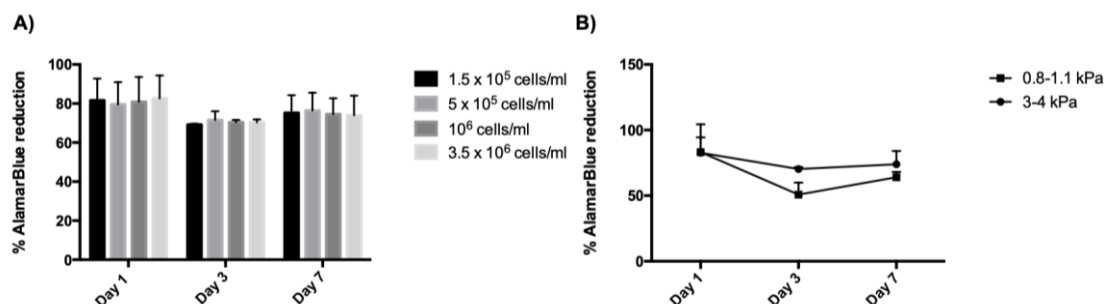 A)
% AlamarBlue reduction
100
80
60
40
20
0
Day 1
Day 3
Day 7
1.5 x 10⁵ cells/ml
5 x 10⁵ cells/ml
10⁶ cells/ml
3.5 x 10⁶ cells/ml
B)
% AlamarBlue reduction
150
100
50
0
Day 1
Day 3
Day 7
0.8-1.1 kPa
3-4 kPa